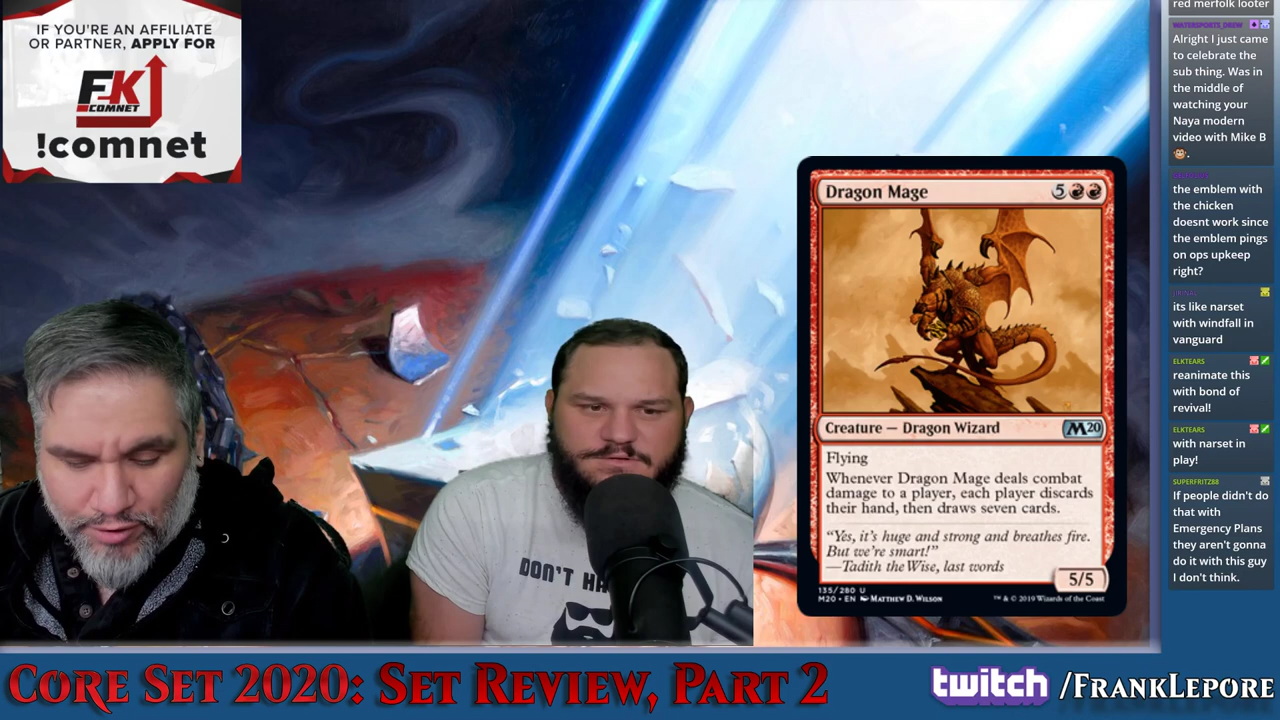 IF YOU'RE AN AFFILIATE
OR PARTNER, APPLY FOR
F2K
COMNET
!comnet
Dragon Mage
5
Creature — Dragon Wizard
M20
Flying
Whenever Dragon Mage deals combat
damage to a player, each player discards
their hand, then draws seven cards.
“Yes, it’s huge and strong and breathes fire.
But we’re smart!”
—Tadith the Wise, last words
5/5
135/280 U
M20 • EN Matthew D. Wilson
™ & © 2019 Wizards of the Coast
DON'T HA
red merfolk looter
WATERSPORTS_DREW
Alright I just came
to celebrate the
sub thing. Was in
the middle of
watching your
Naya modern
video with Mike B
.
the emblem with
the chicken
doesnt work since
the emblem pings
on ops upkeep
right?
its like narset
with windfall in
vanguard
ELKTEARS
reanimate this
with bond of
revival!
ELKTEARS
with narset in
play!
SUPERFRITZ88
If people didn't do
that with
Emergency Plans
they aren't gonna
do it with this guy
I don't think.
Core Set 2020: Set Review, Part 2
twitch /FrankLepore